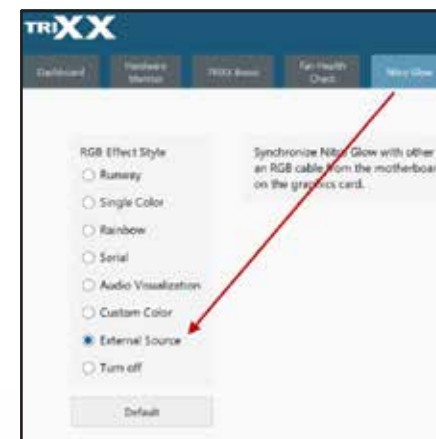 TRIXX
Dashboard
Hardware
Monitor
TRIXX Boost
Fan Health
Check
Nitro Glow
RGB Effect Style
Runway
Single Color
Rainbow
Serial
Audio Visualization
Custom Color
External Source
Turn off
Default
Synchronize Nitro Glow with other
an RGB cable from the motherboar
on the graphics card.